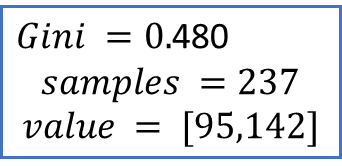 Gini = 0.480
samples = 237
value = [95,142]